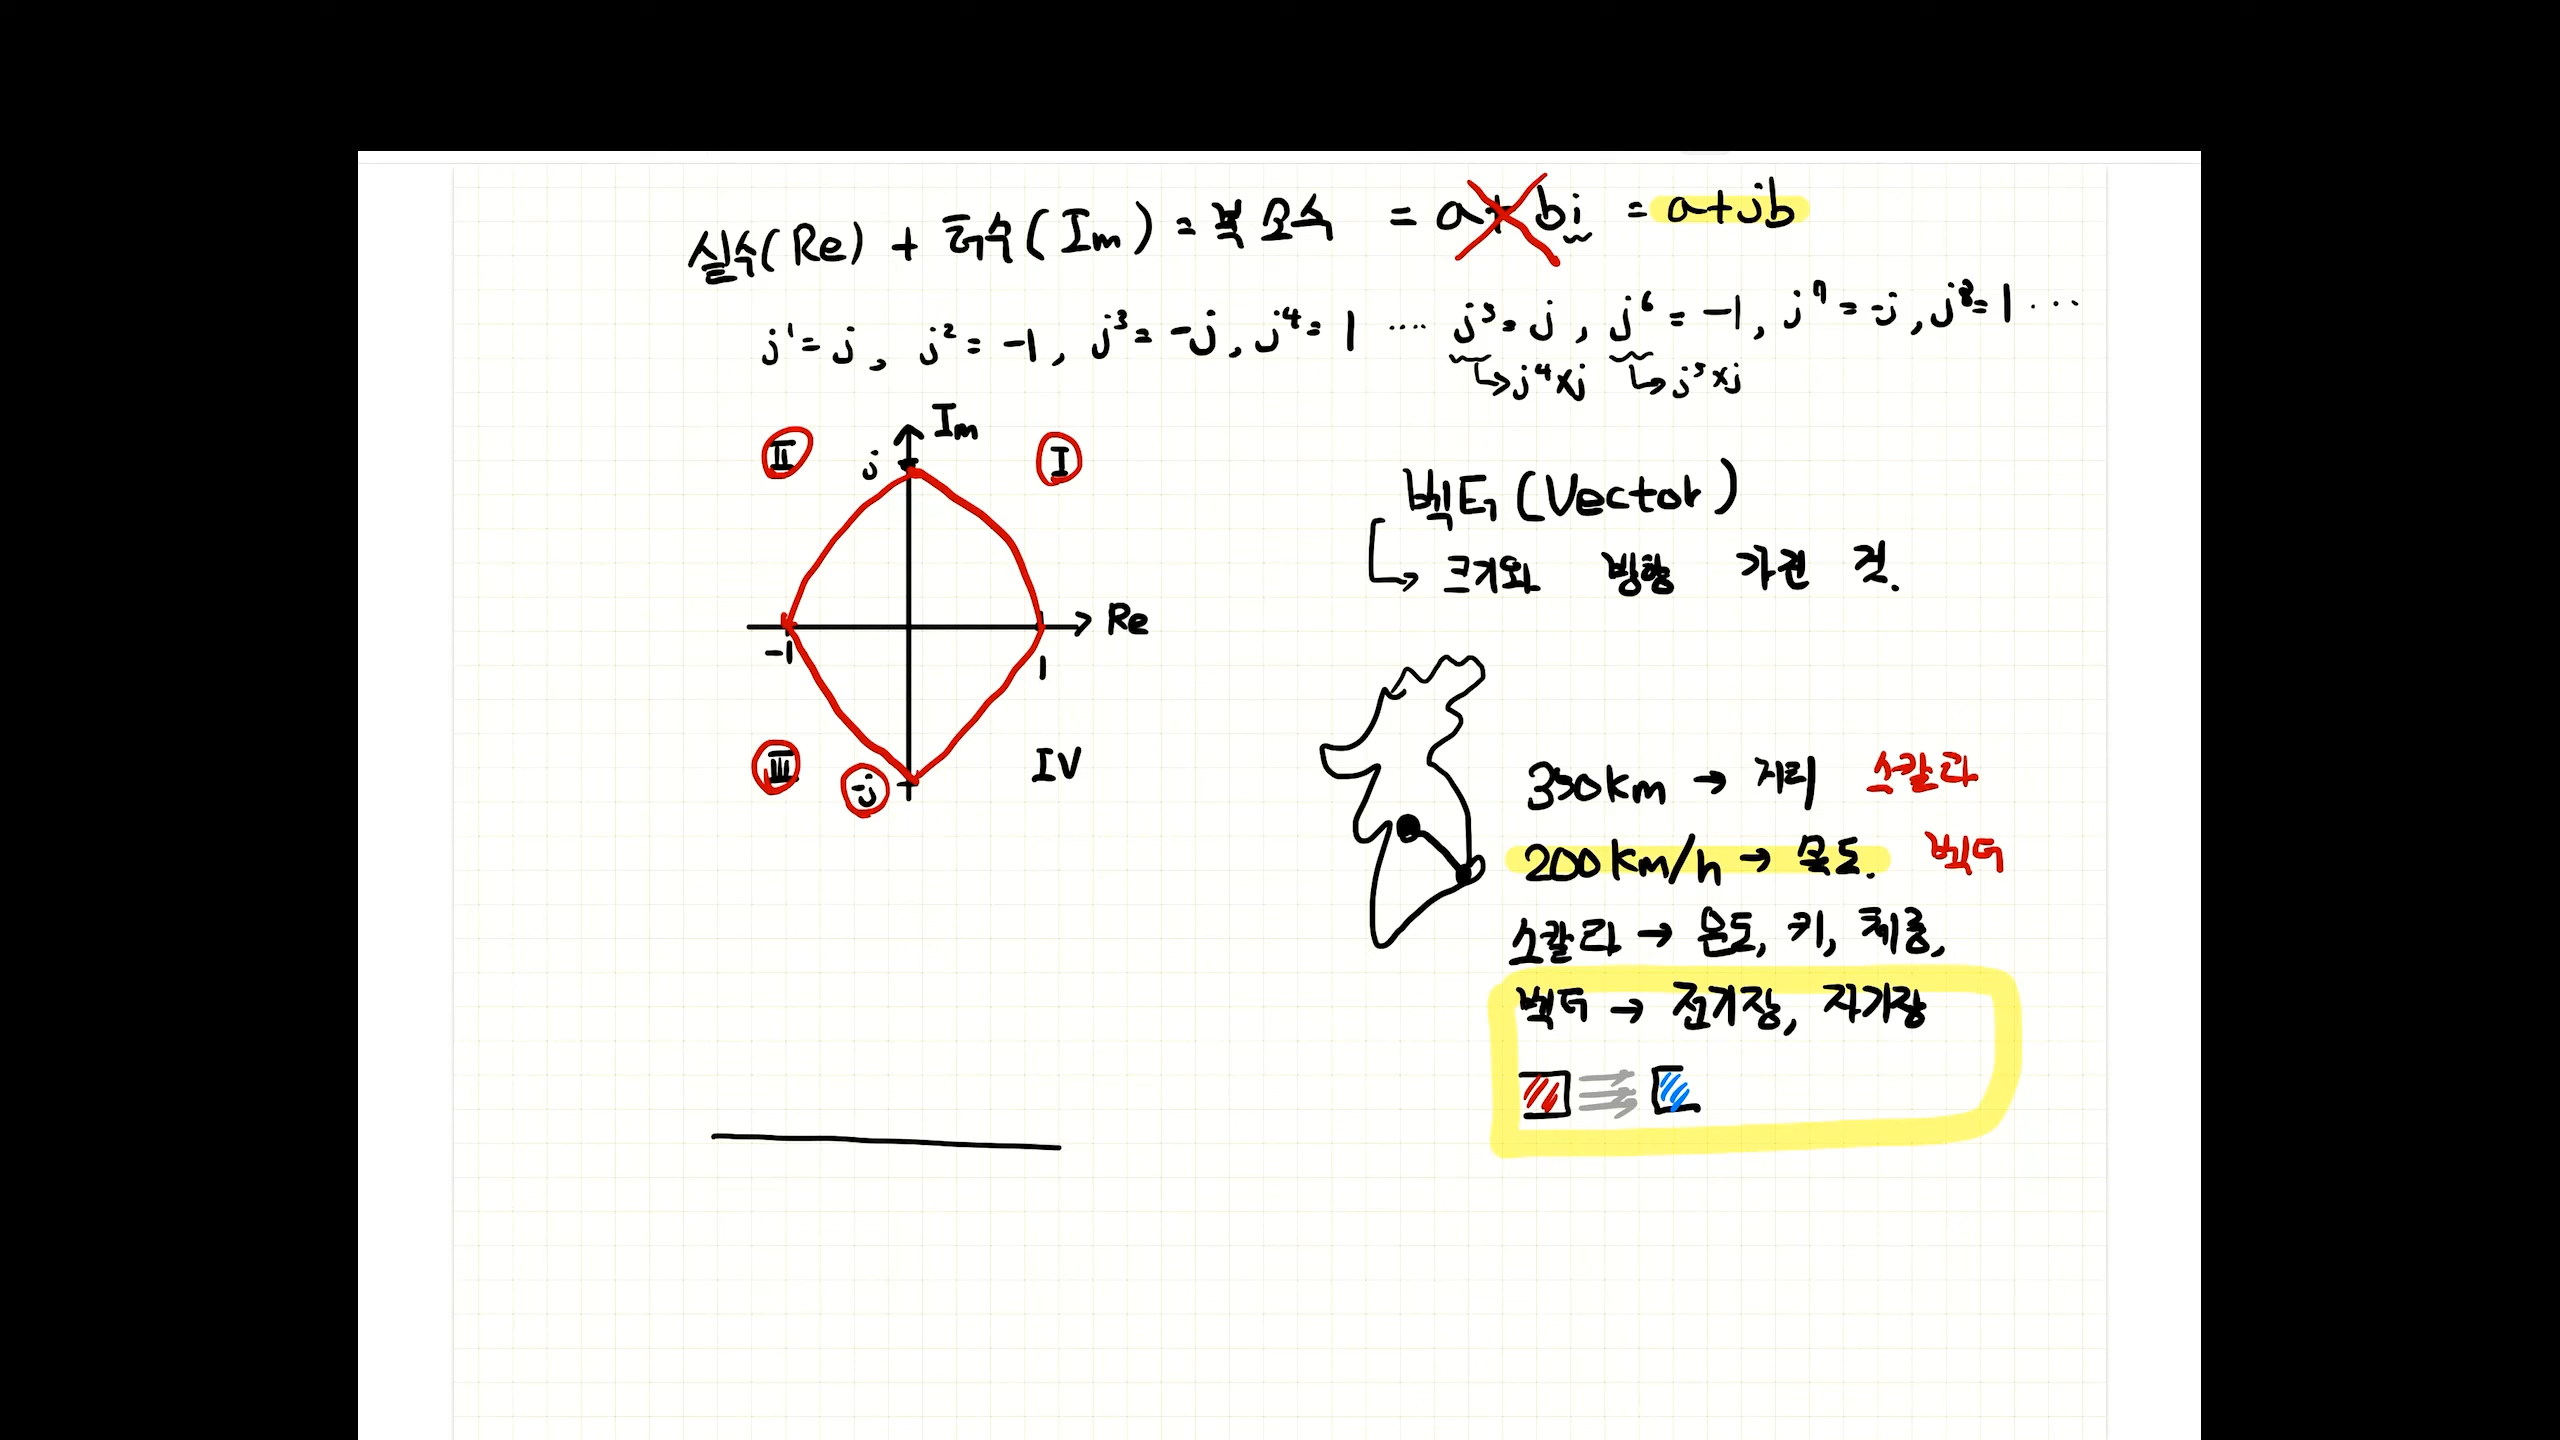 실수(Re) + 허수(Im) = 복소수 = a+bi = a+jb
j¹ = j, j² = -1, j³ = -j, j⁴ = 1 .... j⁵ = j, j⁶ = -1, j⁷ = -j, j⁸ = 1 ...
↳ j⁴×j ↳ j⁵×j
Im
II
j
I
Re
-1
1
III
-j
IV
벡터 (Vector)
↳ 크기와 방향 가진 것.
350km →
스칼라
200km/h → 속도.
벡터
스칼라 → 온도, 키, 체중,
벡터 → 전기장, 자기장